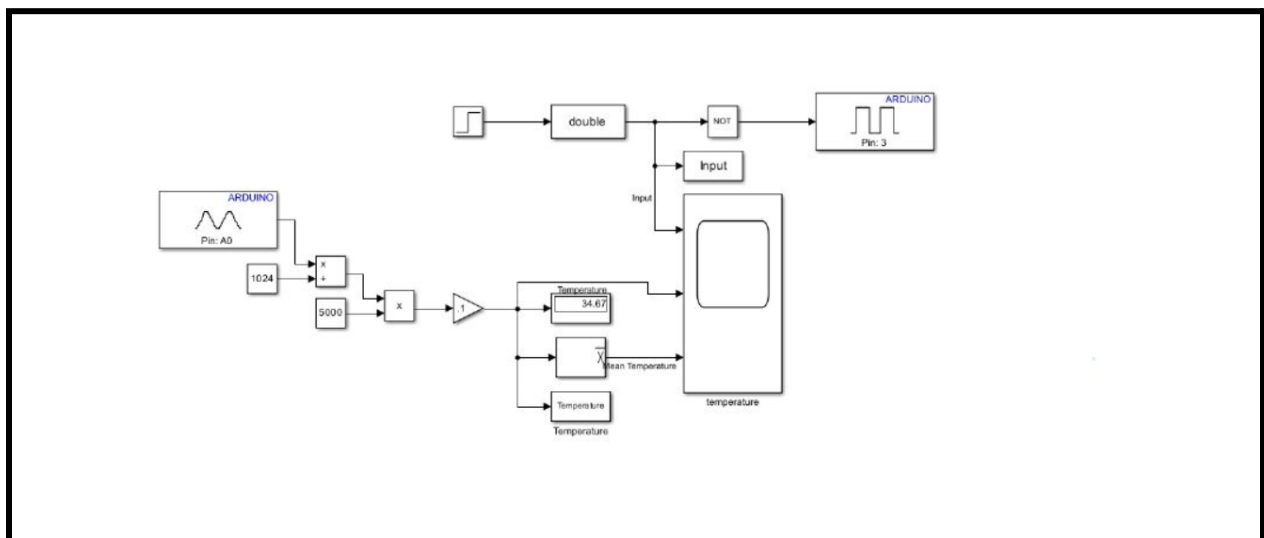 ARDUINO
double
NOT
Pin: 3
Input
Input
ARDUINO
Pin: A0
x
÷
1024
5000
x
.1
Temperature
34.67
x
Mean Temperature
Temperature
Temperature
temperature